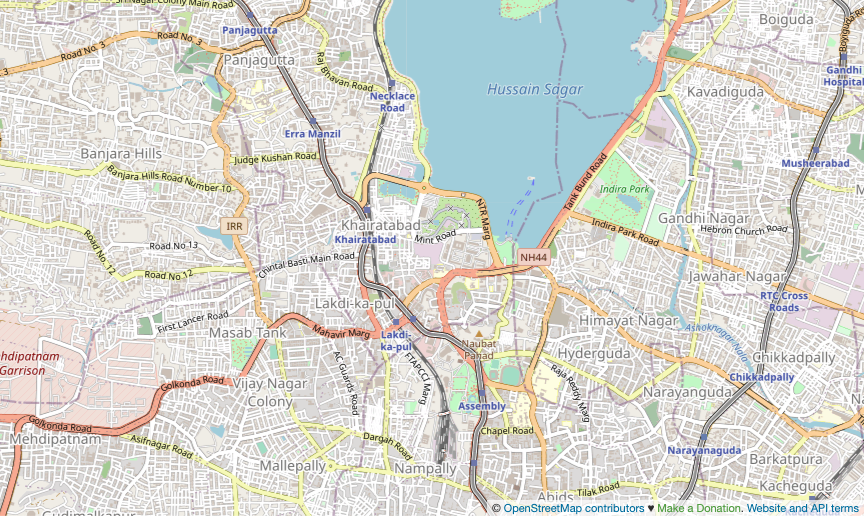 Sri Nagar Colony Main Road
Boiguda
Panjagutta
Road No. 3
Road No. 3
Panjagutta
Raj Bhavan Road
3
Gandhi
Hospital
Hussain Sagar
Kavadiguda
Necklace
Road
Erra Manzil
Banjara Hills
Judge Kushan Road
Tank Bund Road
Musheerabad
Banjara Hills Road Number 10
Indira Park
NTR Marg
IRR
Khairatabad
Khairatabad
Mint Road
Gandhi Nagar
Indira Park Road
Hebron Church Road
Road No. 12
Road No 13
Road No 12
Chintal Basti Main Road
NH44
Jawahar Nagar
RTC Cross
Roads
Lakdi-ka-pul
First Lancer Road
Masab Tank
Mahavir Marg
Lakdi-
ka-pul
Himayat Nagar
Ashoknagar Nala
Naubat
Pahad
Hyderguda
Chikkadpally
Chikkadpally
Mehdipatnam
Garrison
Golkonda Road
Vijay Nagar
Colony
AC Guards Road
FTAPCCI Marg
Raja Reddy Marg
Narayanguda
Assembly
Golkonda Road
Mehdipatnam
Asifnagar Road
Dargah Road
Chapel Road
Narayanaguda
Mallepally
Nampally
Barkatpura
Tilak Road
Kacheguda
Abids
Gudimalkapur
© OpenStreetMap contributors ♥ Make a Donation. Website and API terms